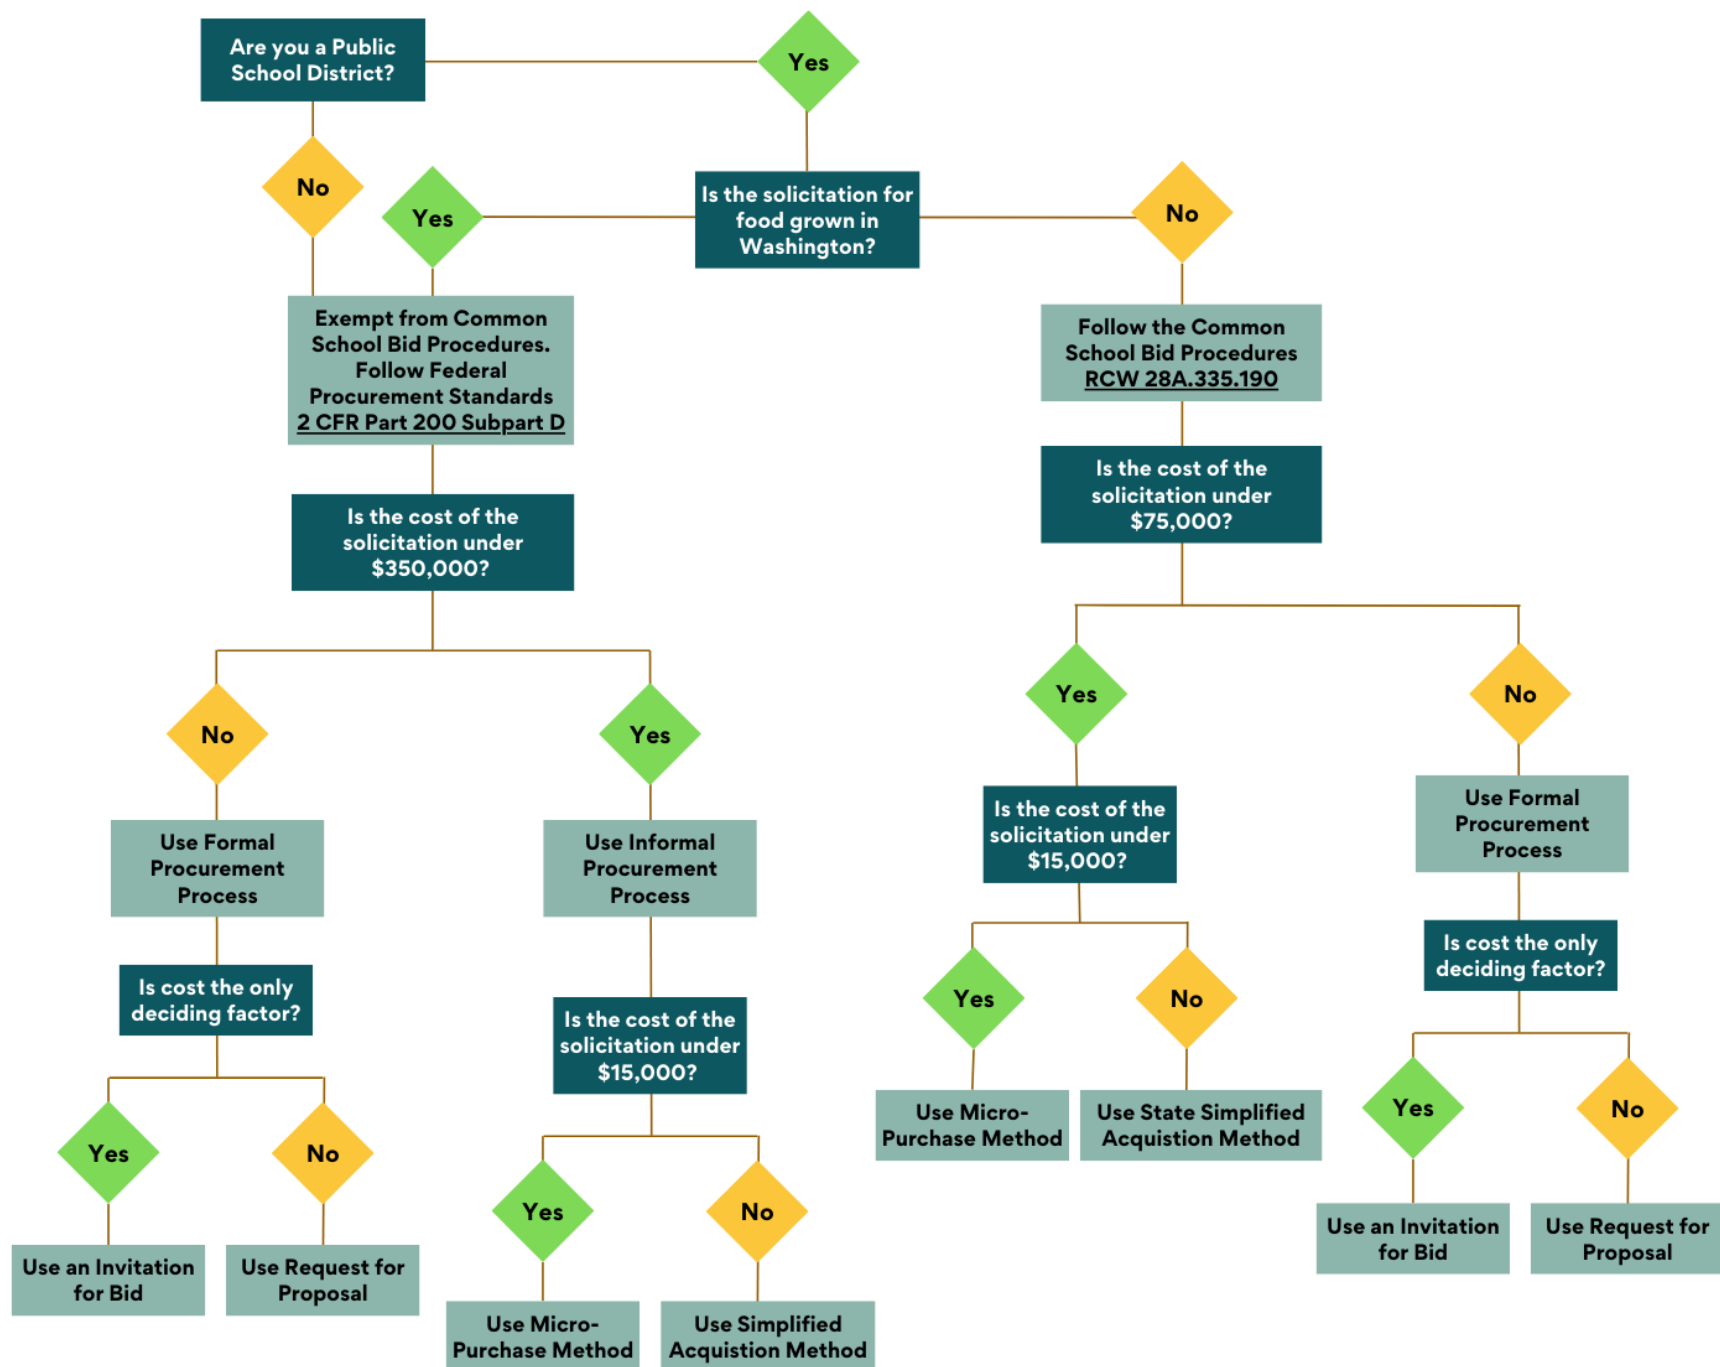 Are you a Public
School District?
Yes
No
Yes
Is the solicitation for
food grown in
Washington?
No
Exempt from Common
School Bid Procedures.
Follow Federal
Procurement Standards
2 CFR Part 200 Subpart D
Follow the Common
School Bid Procedures
RCW 28A.335.190
Is the cost of the
solicitation under
$350,000?
Is the cost of the
solicitation under
$75,000?
No
Yes
Yes
No
Use Formal
Procurement
Process
Use Informal
Procurement
Process
Is the cost of the
solicitation under
$15,000?
Use Formal
Procurement
Process
Is cost the only
deciding factor?
Is the cost of the
solicitation under
$15,000?
Yes
No
Is cost the only
deciding factor?
Yes
No
Yes
No
Use Micro-
Purchase Method
Use State Simplified
Acquistion Method
Yes
No
Use an Invitation
for Bid
Use Request for
Proposal
Use Micro-
Purchase Method
Use Simplified
Acquistion Method
Use an Invitation
for Bid
Use Request for
Proposal